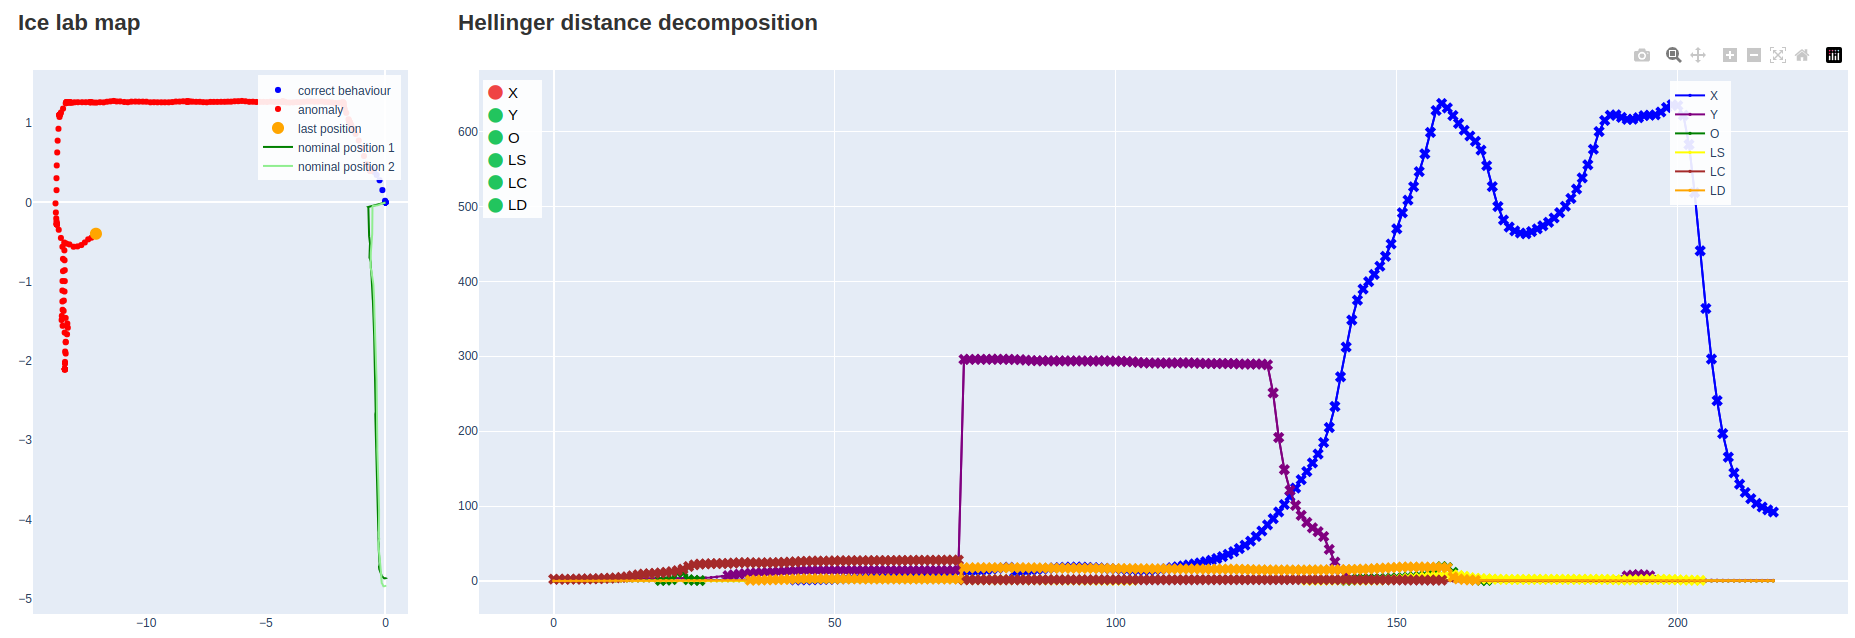 Ice lab map
Hellinger distance decomposition
correct behaviour
anomaly
last position
nominal position 1
nominal position 2
1
0
−1
−2
−3
−4
−5
−10
−5
0
X
Y
O
LS
LC
LD
X
Y
O
LS
LC
LD
600
500
400
300
200
100
0
0
50
100
150
200